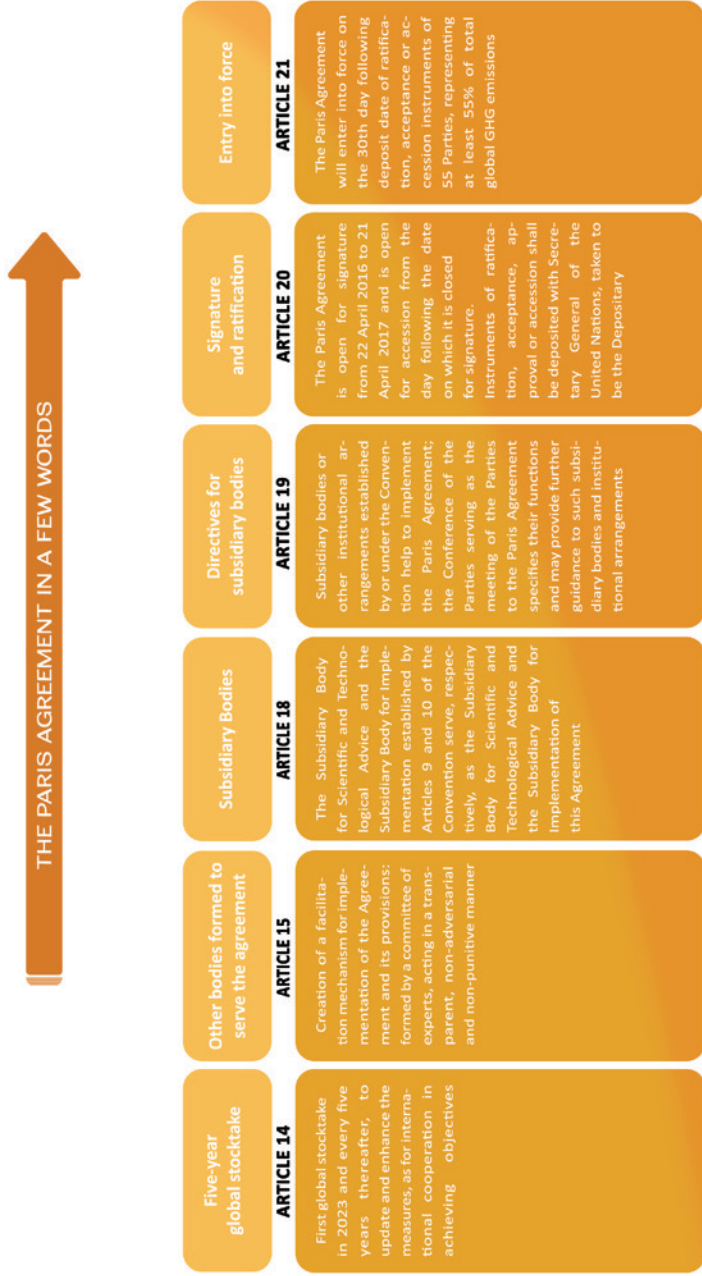 THE PARIS AGREEMENT IN A FEW WORDS
Five-year
global stocktake
ARTICLE 14
First global stocktake
in 2023 and every five
years thereafter, to
update and enhance the
measures, as for interna-
tional cooperation in
achieving objectives
Other bodies formed to
serve the agreement
ARTICLE 15
Creation of a facilita-
tion mechanism for imple-
mentation of the Agree-
ment and its provisions:
formed by a committee of
experts, acting in a trans-
parent, non-adversarial
and non-punitive manner
Subsidiary Bodies
ARTICLE 18
The Subsidiary Body
for Scientific and Techno-
logical Advice and the
Subsidiary Body for Imple-
mentation established by
Articles 9 and 10 of the
Convention serve, respec-
tively, as the Subsidiary
Body for Scientific and
Technological Advice and
the Subsidiary Body for
Implementation of
this Agreement
Directives for
subsidiary bodies
ARTICLE 19
Subsidiary bodies or
other institutional ar-
rangements established
by or under the Conven-
tion help to implement
the Paris Agreement;
the Conference of the
Parties serving as the
meeting of the Parties
to the Paris Agreement
specifies their functions
and may provide further
guidance to such subsi-
diary bodies and institu-
tional arrangements
Signature
and ratification
ARTICLE 20
The Paris Agreement
is open for signature
from 22 April 2016 to 21
April 2017 and is open
for accession from the
day following the date
on which it is closed
for signature.
Instruments of ratifica-
tion, acceptance, ap-
proval or accession shall
be deposited with Secre-
tary General of the
United Nations, taken to
be the Depositary
Entry into force
ARTICLE 21
The Paris Agreement
will enter into force on
the 30th day following
deposit date of ratifica-
tion, acceptance or ac-
cession instruments of
55 Parties, representing
at least 55% of total
global GHG emissions